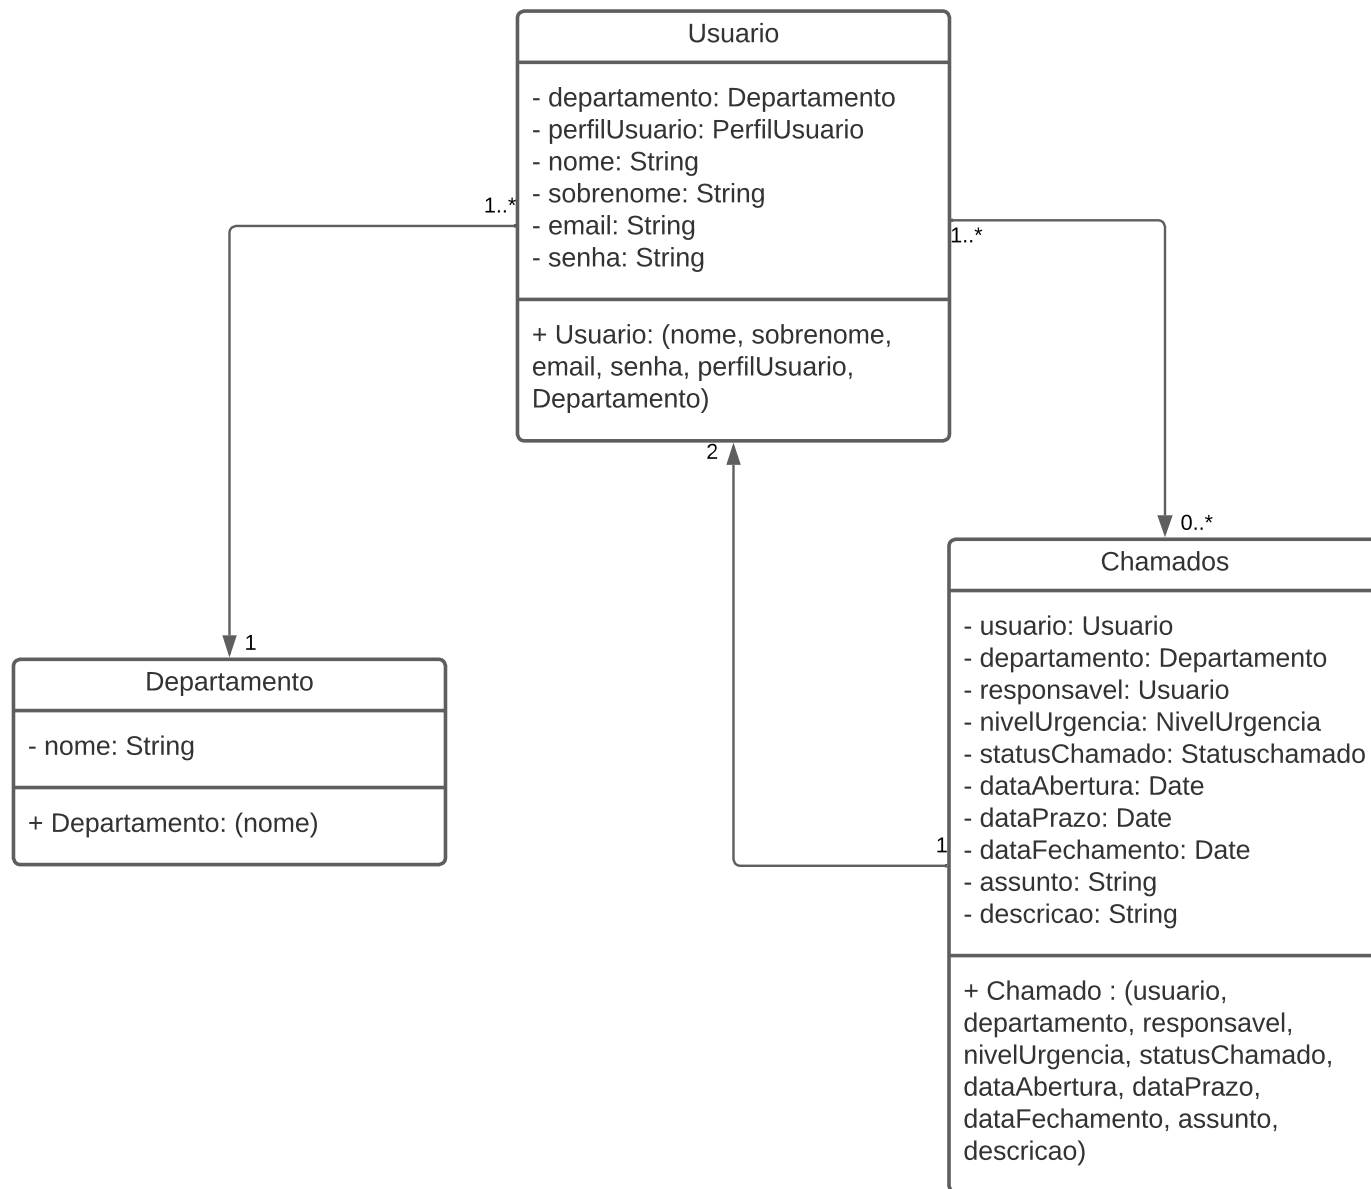 Usuario
- departamento: Departamento
- perfilUsuario: PerfilUsuario
- nome: String
- sobrenome: String
- email: String
- senha: String
+ Usuario: (nome, sobrenome,
email, senha, perfilUsuario,
Departamento)
1..*
1..*
2
0..*
1
Departamento
- nome: String
+ Departamento: (nome)
Chamados
- usuario: Usuario
- departamento: Departamento
- responsavel: Usuario
- nivelUrgencia: NivelUrgencia
- statusChamado: Statuschamado
- dataAbertura: Date
- dataPrazo: Date
- dataFechamento: Date
- assunto: String
- descricao: String
1
+ Chamado : (usuario,
departamento, responsavel,
nivelUrgencia, statusChamado,
dataAbertura, dataPrazo,
dataFechamento, assunto,
descricao)